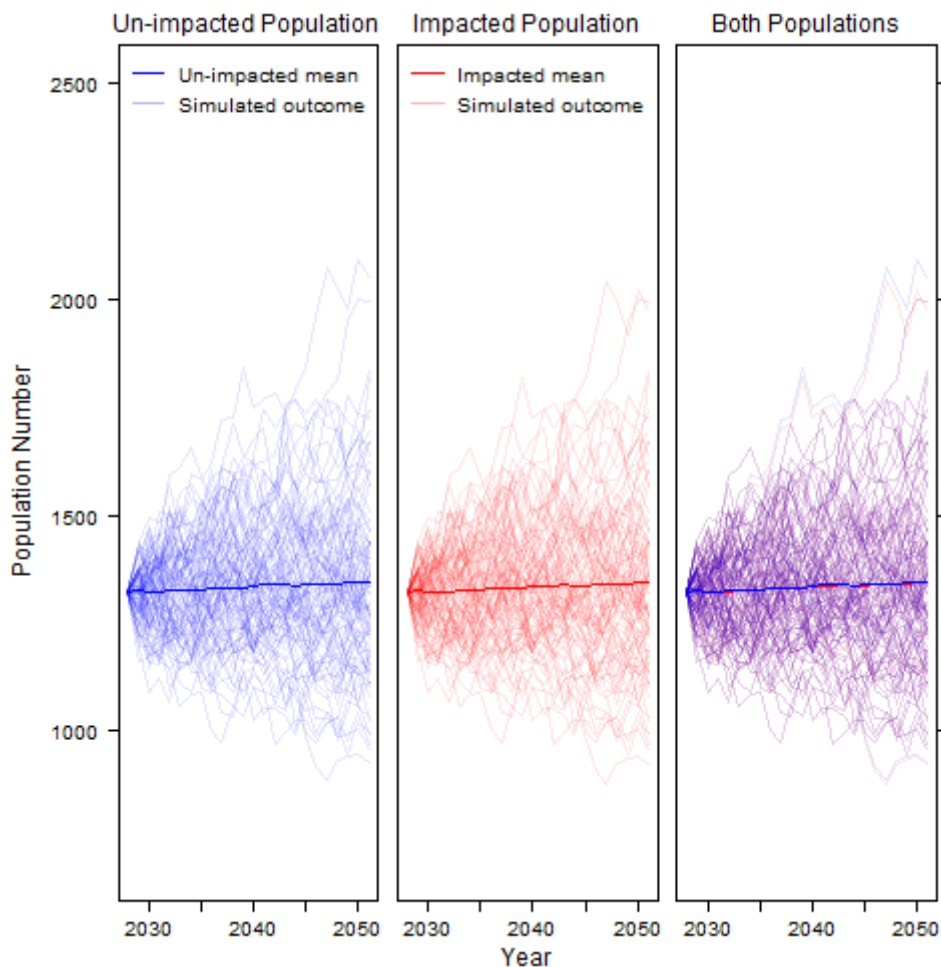 Un-impacted Population
Impacted Population
Both Populations
Un-impacted mean
Simulated outcome
Impacted mean
Simulated outcome
2500
2000
1500
1000
Population Number
2030
2040
2050
2030
2040
2050
2030
2040
2050
Year